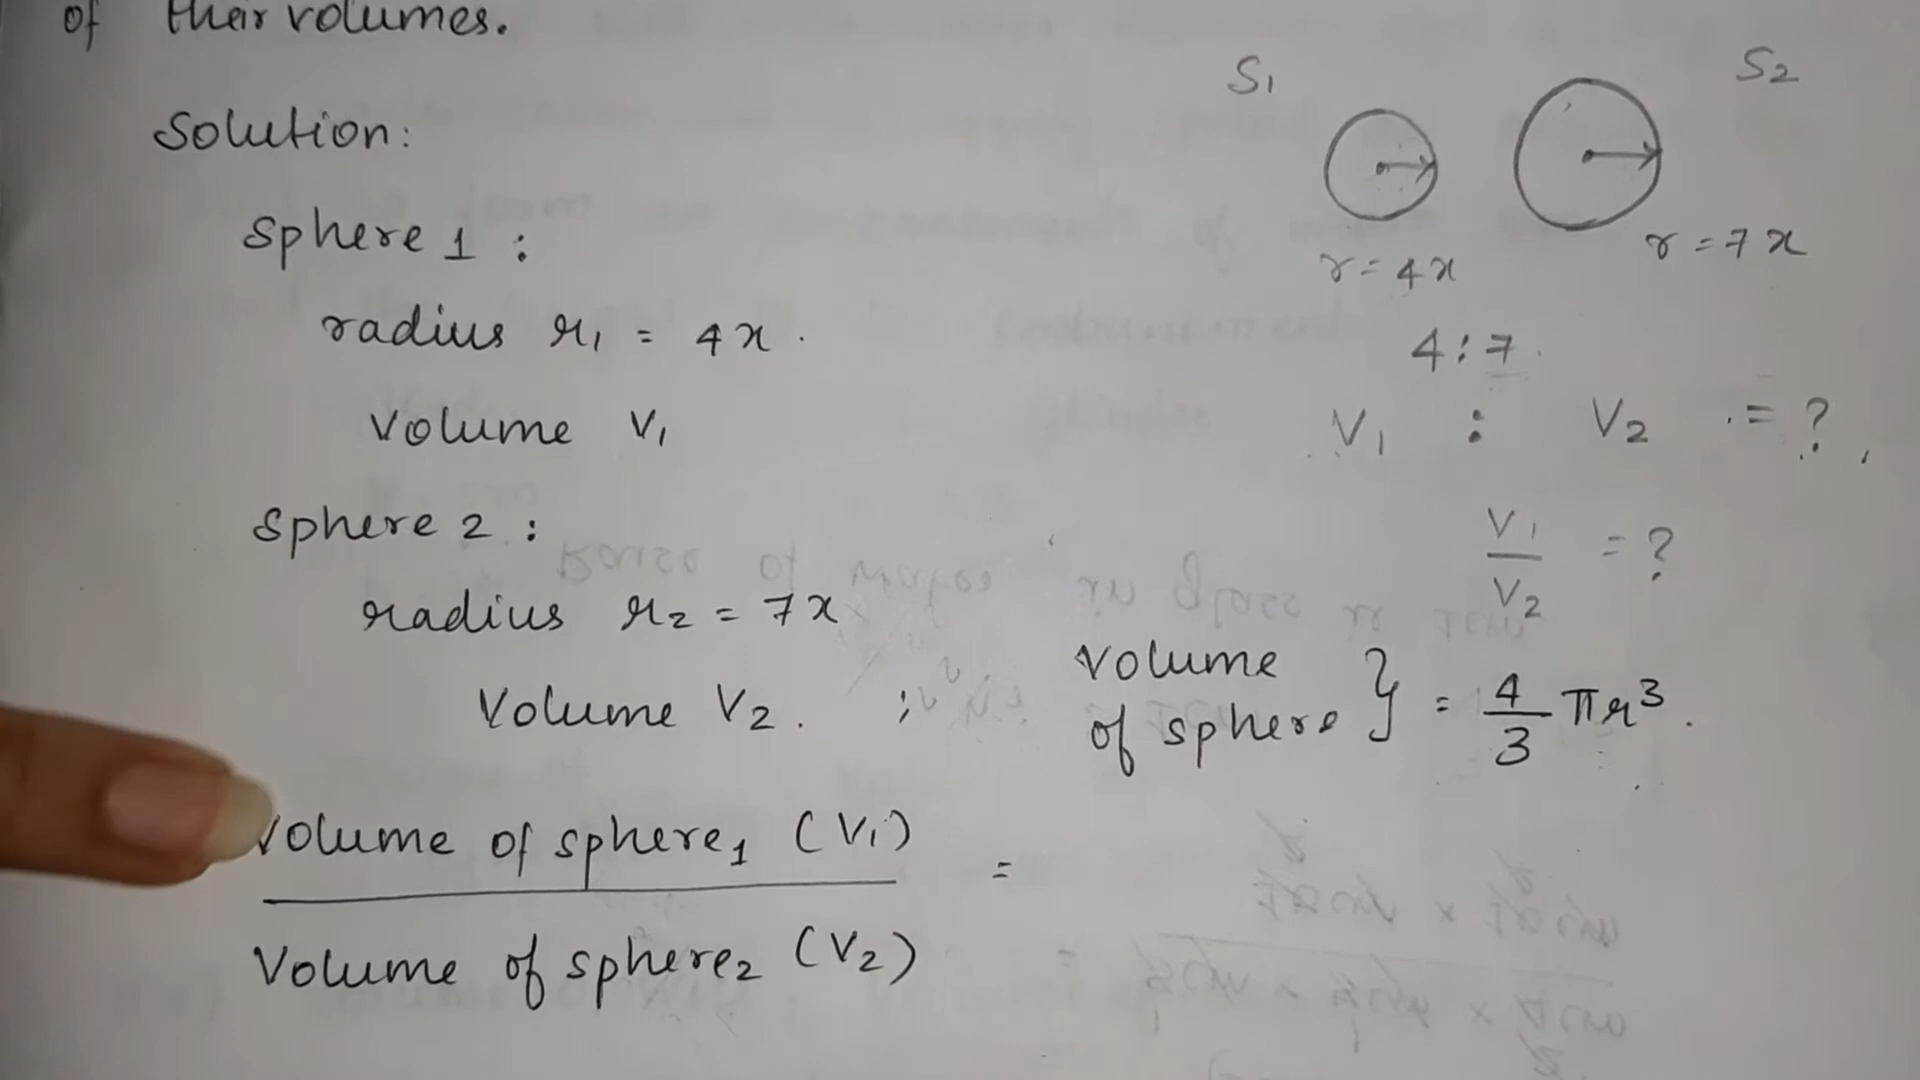 of their volumes.
Solution:
Sphere 1 :
radius r₁ = 4x.
Volume V₁
Sphere 2 :
radius r₂ = 7x
Volume V₂.
S₁
S₂
r = 4x
r = 7x
4:7.
V₁ : V₂ = ?
V₁
= ?
V₂
Volume
of sphere } = 4/3 πr³.
Volume of sphere₁ (V₁)
=
Volume of sphere₂ (V₂)